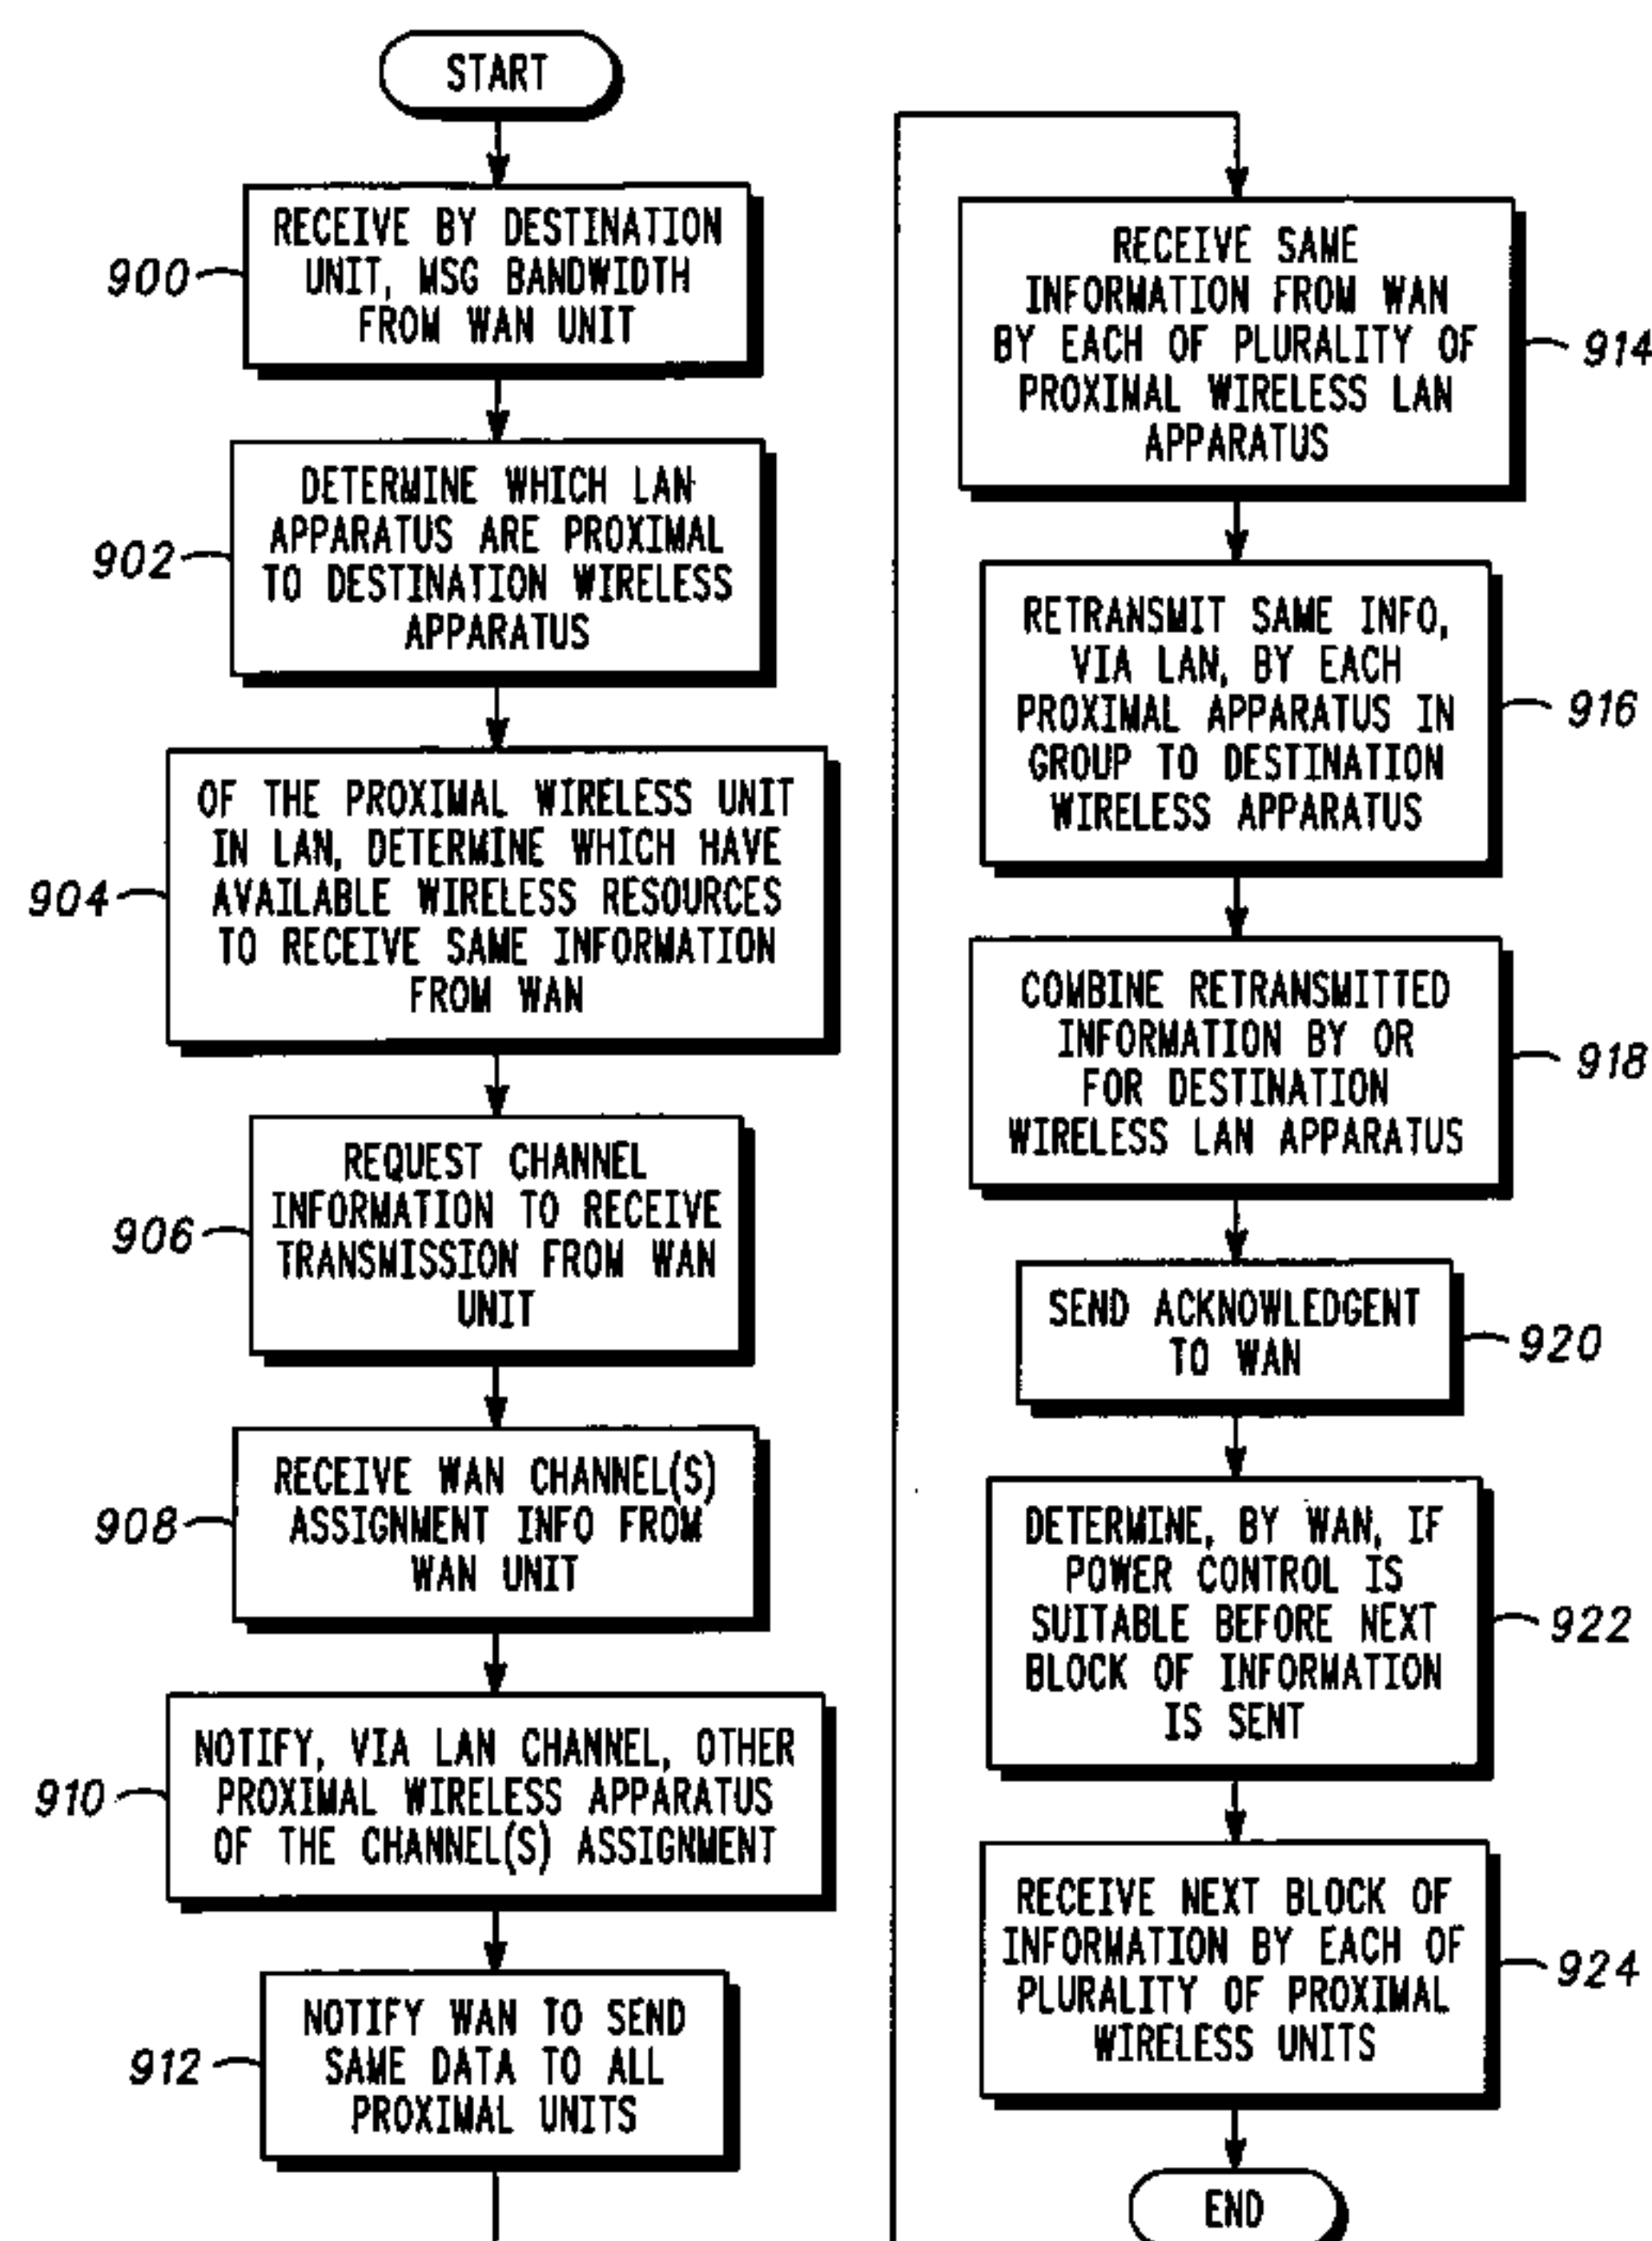 START
RECEIVE BY DESTINATION
UNIT, MSG BANDWIDTH
FROM WAN UNIT
900
DETERMINE WHICH LAN
APPARATUS ARE PROXIMAL
TO DESTINATION WIRELESS
APPARATUS
902
OF THE PROXIMAL WIRELESS UNIT
IN LAN, DETERMINE WHICH HAVE
AVAILABLE WIRELESS RESOURCES
TO RECEIVE SAME INFORMATION
FROM WAN
904
REQUEST CHANNEL
INFORMATION TO RECEIVE
TRANSMISSION FROM WAN
UNIT
906
RECEIVE WAN CHANNEL(S)
ASSIGNMENT INFO FROM
WAN UNIT
908
NOTIFY, VIA LAN CHANNEL, OTHER
PROXIMAL WIRELESS APPARATUS
OF THE CHANNEL(S) ASSIGNMENT
910
NOTIFY WAN TO SEND
SAME DATA TO ALL
PROXIMAL UNITS
912
RECEIVE SAME
INFORMATION FROM WAN
BY EACH OF PLURALITY OF
PROXIMAL WIRELESS LAN
APPARATUS
914
RETRANSMIT SAME INFO,
VIA LAN, BY EACH
PROXIMAL APPARATUS IN
GROUP TO DESTINATION
WIRELESS APPARATUS
916
COMBINE RETRANSMITTED
INFORMATION BY OR
FOR DESTINATION
WIRELESS LAN APPARATUS
918
SEND ACKNOWLEDGENT
TO WAN
920
DETERMINE, BY WAN, IF
POWER CONTROL IS
SUITABLE BEFORE NEXT
BLOCK OF INFORMATION
IS SENT
922
RECEIVE NEXT BLOCK OF
INFORMATION BY EACH OF
PLURALITY OF PROXIMAL
WIRELESS UNITS
924
END